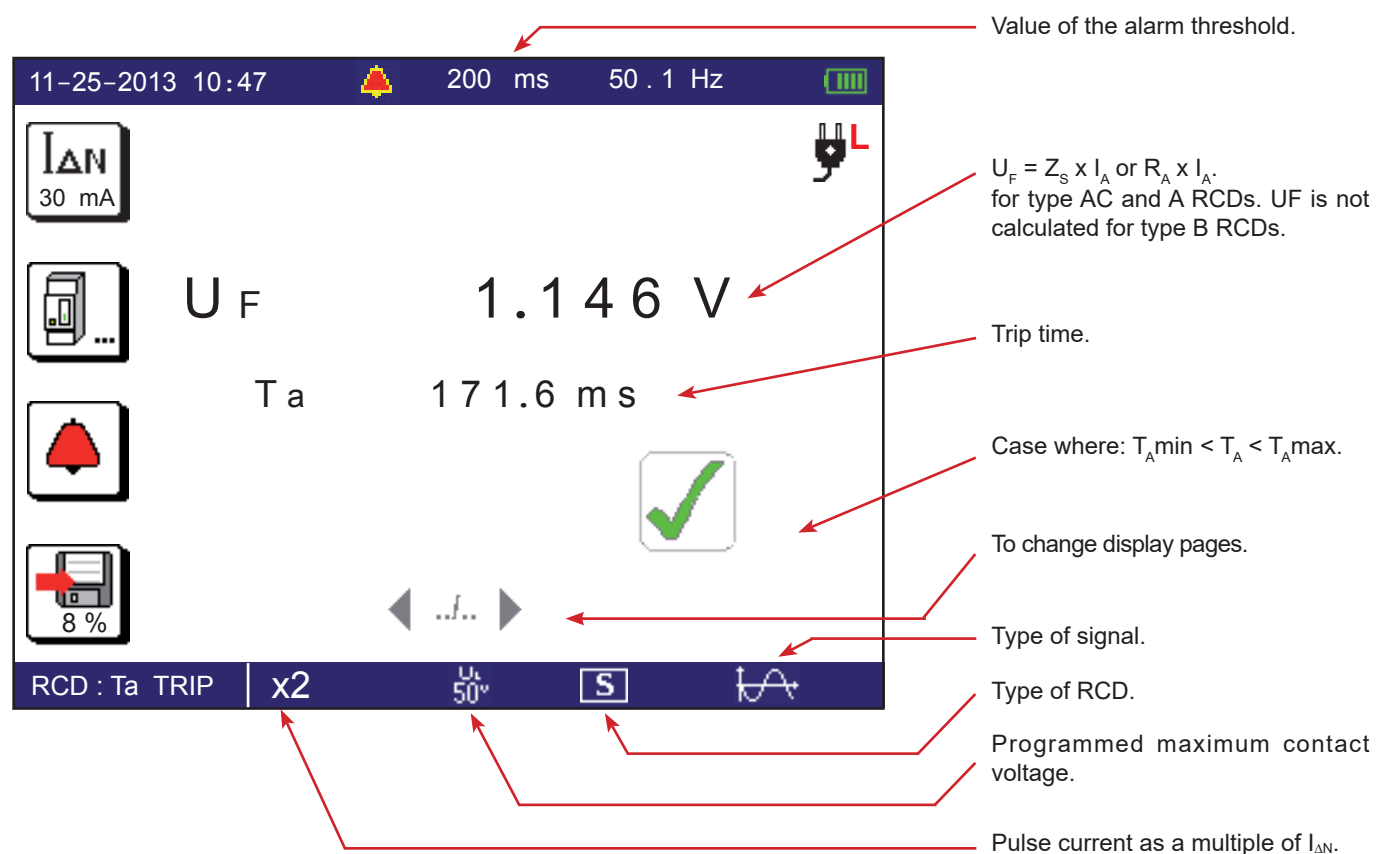 Value of the alarm threshold.
11-25-2013 10:47 200 ms 50.1 Hz
IΔN
30 mA
L
UF = ZS x IA or RA x IA.
for type AC and A RCDs. UF is not
calculated for type B RCDs.
...
UF 1.146 V
Trip time.
Ta 171.6 ms
Case where: TAmin < TA < TAmax.
To change display pages.
8 %
../..
Type of signal.
RCD : Ta TRIP x2 UL 50V S
Type of RCD.
Programmed maximum contact
voltage.
Pulse current as a multiple of IΔN.